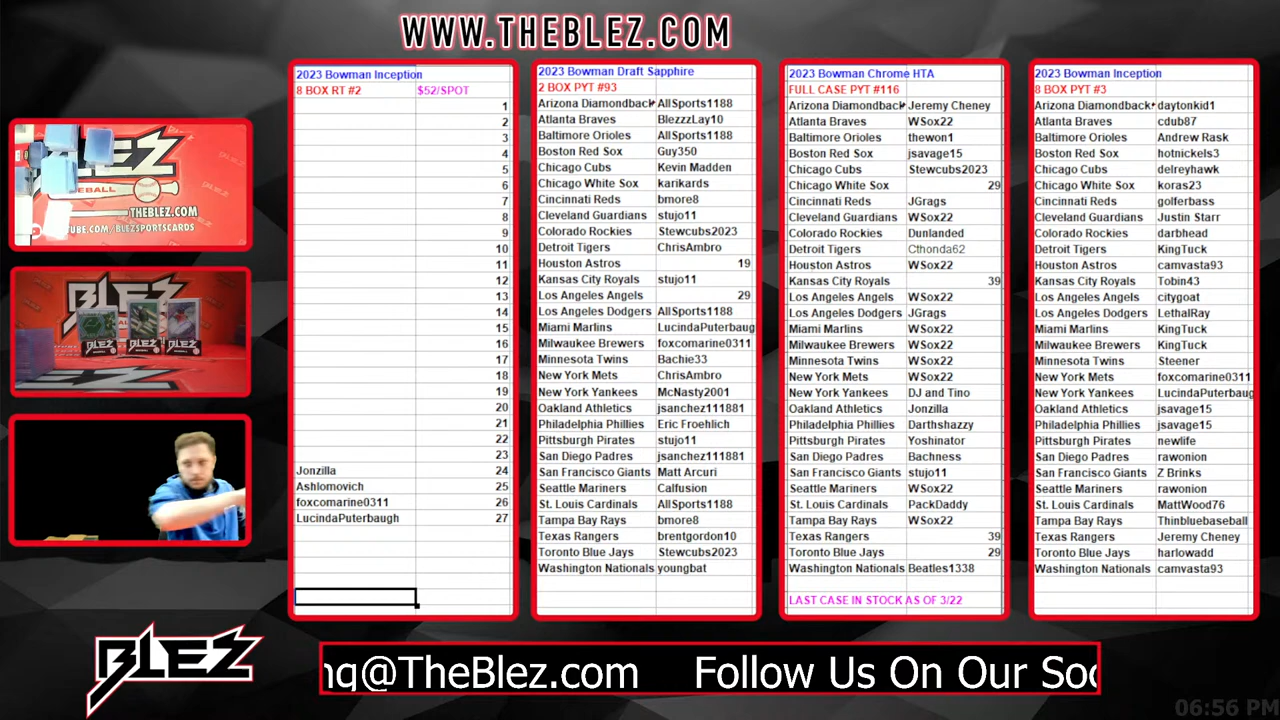 WWW.THEBLEZ.COM
2023 Bowman Inception
8 BOX RT #2 $52/SPOT
1
2
3
4
5
6
7
8
9
10
11
12
13
14
15
16
17
18
19
20
21
22
23
Jonzilla 24
Ashlomovich 25
foxcomarine0311 26
LucindaPuterbaugh 27
2023 Bowman Draft Sapphire
2 BOX PYT #93
Arizona Diamondback AllSports1188
Atlanta Braves BlezzzLay10
Baltimore Orioles AllSports1188
Boston Red Sox Guy350
Chicago Cubs Kevin Madden
Chicago White Sox karikards
Cincinnati Reds bmore8
Cleveland Guardians stujo11
Colorado Rockies Stewcubs2023
Detroit Tigers ChrisAmbro
Houston Astros 19
Kansas City Royals stujo11
Los Angeles Angels 29
Los Angeles Dodgers AllSports1188
Miami Marlins LucindaPuterbaug
Milwaukee Brewers foxcomarine0311
Minnesota Twins Bachie33
New York Mets ChrisAmbro
New York Yankees McNasty2001
Oakland Athletics jsanchez111881
Philadelphia Phillies Eric Froehlich
Pittsburgh Pirates stujo11
San Diego Padres jsanchez111881
San Francisco Giants Matt Arcuri
Seattle Mariners Calfusion
St. Louis Cardinals AllSports1188
Tampa Bay Rays bmore8
Texas Rangers brentgordon10
Toronto Blue Jays Stewcubs2023
Washington Nationals youngbat
2023 Bowman Chrome HTA
FULL CASE PYT #116
Arizona Diamondback Jeremy Cheney
Atlanta Braves WSox22
Baltimore Orioles thewon1
Boston Red Sox jsavage15
Chicago Cubs Stewcubs2023
Chicago White Sox 29
Cincinnati Reds JGrags
Cleveland Guardians WSox22
Colorado Rockies Dunlanded
Detroit Tigers Cthonda62
Houston Astros WSox22
Kansas City Royals 39
Los Angeles Angels WSox22
Los Angeles Dodgers JGrags
Miami Marlins WSox22
Milwaukee Brewers WSox22
Minnesota Twins WSox22
New York Mets WSox22
New York Yankees DJ and Tino
Oakland Athletics Jonzilla
Philadelphia Phillies Darthshazzy
Pittsburgh Pirates Yoshinator
San Diego Padres Bachness
San Francisco Giants stujo11
Seattle Mariners WSox22
St. Louis Cardinals PackDaddy
Tampa Bay Rays WSox22
Texas Rangers 39
Toronto Blue Jays 29
Washington Nationals Beatles1338
LAST CASE IN STOCK AS OF 3/22
2023 Bowman Inception
8 BOX PYT #3
Arizona Diamondback daytonkid1
Atlanta Braves cdub87
Baltimore Orioles Andrew Rask
Boston Red Sox hotnickels3
Chicago Cubs delreyhawk
Chicago White Sox koras23
Cincinnati Reds golferbass
Cleveland Guardians Justin Starr
Colorado Rockies darbhead
Detroit Tigers KingTuck
Houston Astros camvasta93
Kansas City Royals Tobin43
Los Angeles Angels citygoat
Los Angeles Dodgers LethalRay
Miami Marlins KingTuck
Milwaukee Brewers KingTuck
Minnesota Twins Steener
New York Mets foxcomarine0311
New York Yankees LucindaPuterbaug
Oakland Athletics jsavage15
Philadelphia Phillies jsavage15
Pittsburgh Pirates newlife
San Diego Padres rawonion
San Francisco Giants Z Brinks
Seattle Mariners rawonion
St. Louis Cardinals MattWood76
Tampa Bay Rays Thinbluebaseball
Texas Rangers Jeremy Cheney
Toronto Blue Jays harlowadd
Washington Nationals camvasta93
BLEZ
THEBLEZ.COM
BLEZ
BLEZ
BLEZ
BLEZ
BLEZ
ng@TheBlez.com Follow Us On Our Soc
06:56 PM